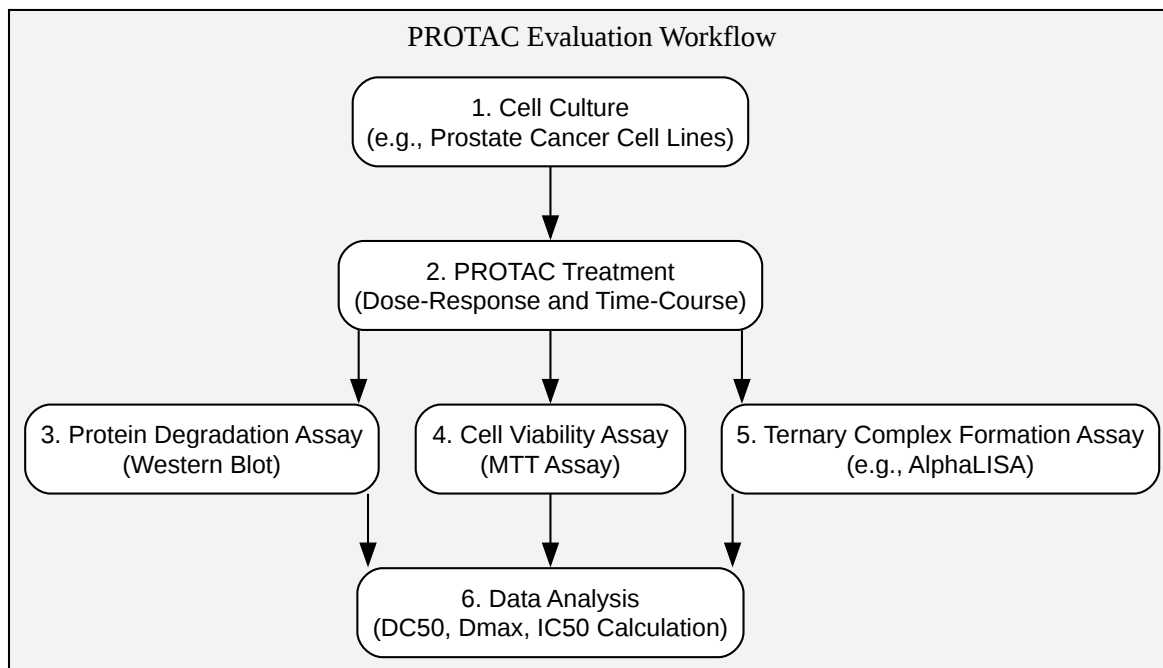 PROTAC Evaluation Workflow
1. Cell Culture
(e.g., Prostate Cancer Cell Lines)
2. PROTAC Treatment
(Dose-Response and Time-Course)
3. Protein Degradation Assay
(Western Blot)
4. Cell Viability Assay
(MTT Assay)
5. Ternary Complex Formation Assay
(e.g., AlphaLISA)
6. Data Analysis
(DC50, Dmax, IC50 Calculation)